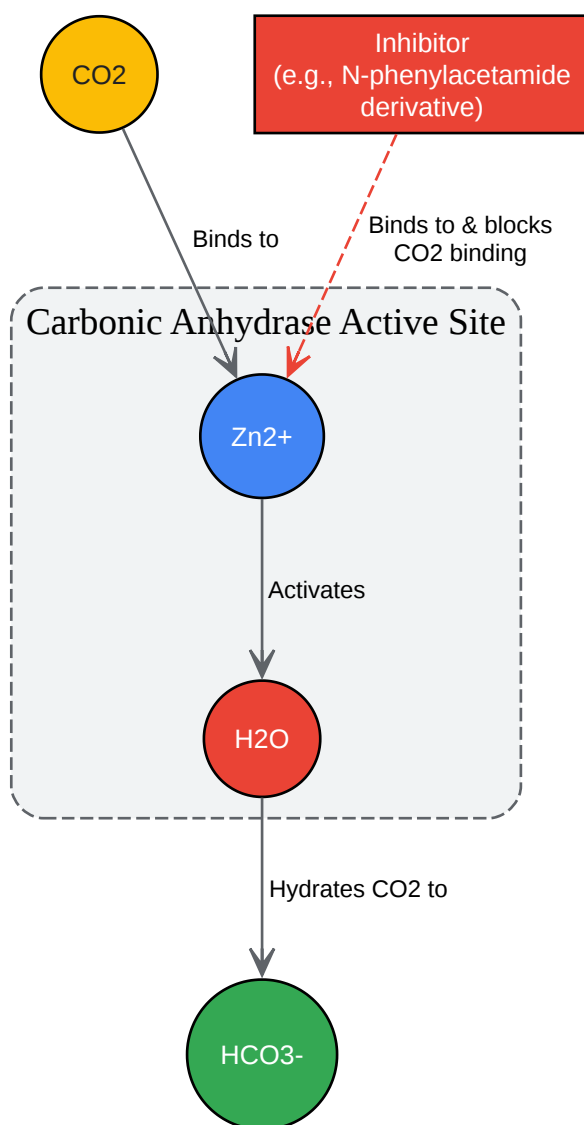 CO2
Inhibitor
(e.g., N-phenylacetamide
derivative)
Binds to
Binds to & blocks
CO2 binding
Carbonic Anhydrase Active Site
Zn2+
Activates
H2O
Hydrates CO2 to
HCO3-